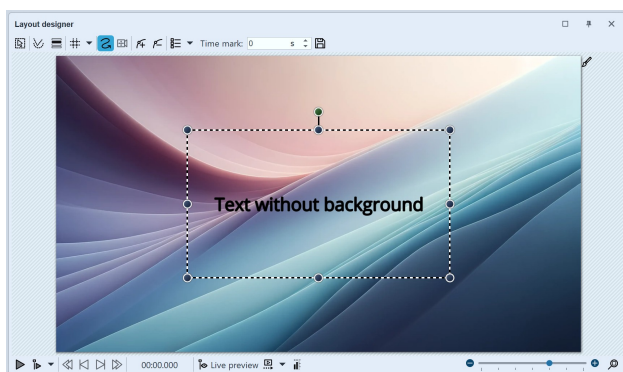 Layout designer
Time mark: 0 s
Text without background
00:00.000 Live preview